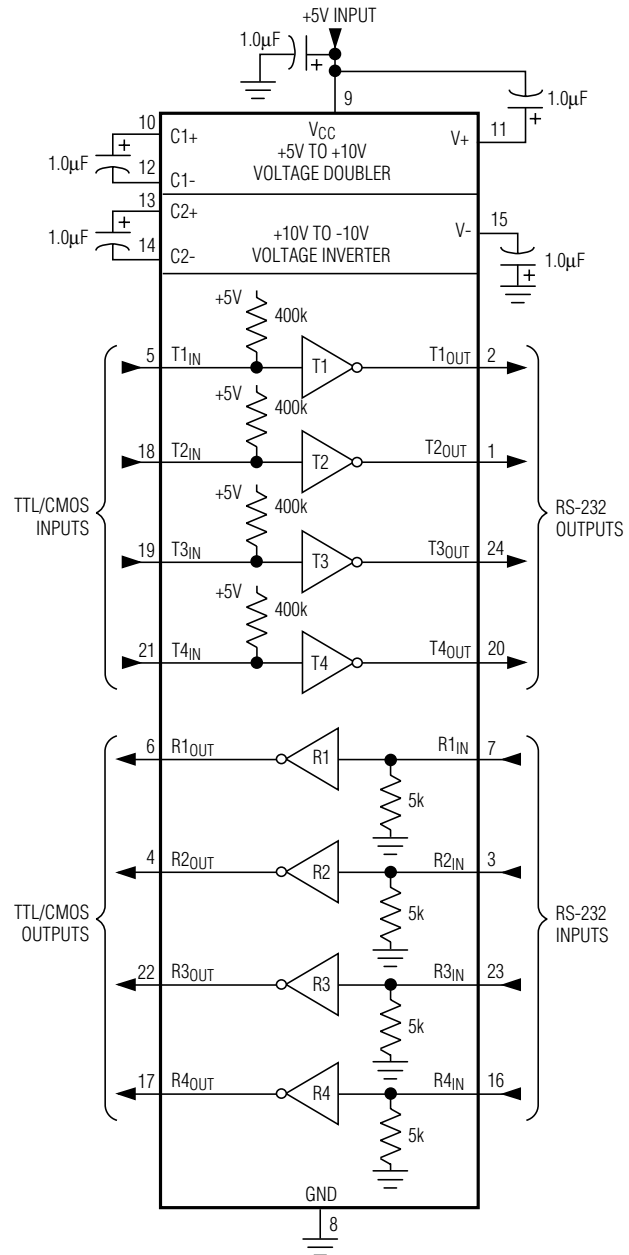 +5V INPUT
1.0µF
+
9
1.0µF
+
10
C1+
VCC
+5V TO +10V
VOLTAGE DOUBLER
V+
11
1.0µF
+
12
C1-
13
C2+
+10V TO -10V
VOLTAGE INVERTER
V-
15
1.0µF
+
14
C2-
1.0µF
+
TTL/CMOS
INPUTS
+5V
400k
5
T1IN
T1
T1OUT
2
+5V
400k
18
T2IN
T2
T2OUT
1
+5V
400k
19
T3IN
T3
T3OUT
24
+5V
400k
21
T4IN
T4
T4OUT
20
RS-232
OUTPUTS
TTL/CMOS
OUTPUTS
6
R1OUT
R1
R1IN
7
5k
4
R2OUT
R2
R2IN
3
5k
22
R3OUT
R3
R3IN
23
5k
17
R4OUT
R4
R4IN
16
5k
RS-232
INPUTS
GND
8